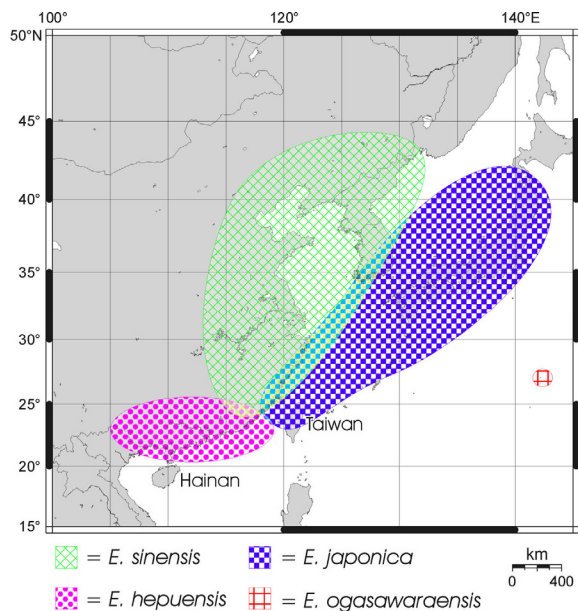 100° 120° 140°E
50°N
45°
40°
35°
30°
25°
Taiwan
20°
Hainan
15°
= E. sinensis = E. japonica km
= E. hepuensis = E. ogasawaraensis 0 400